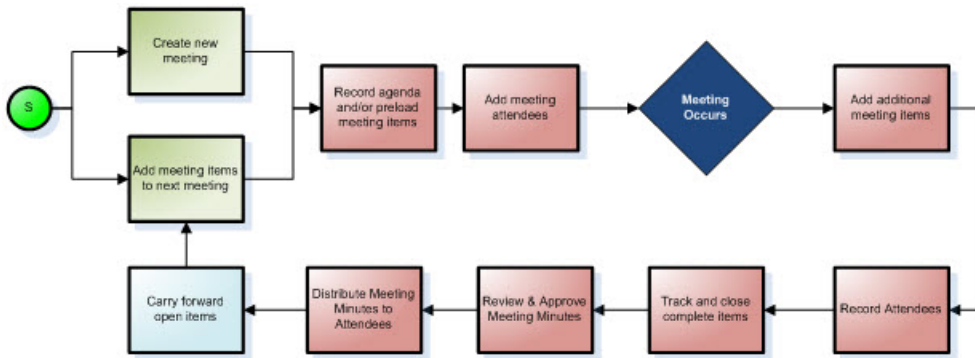 S
Create new
meeting
Add meeting items
to next meeting
Record agenda
and/or preload
meeting items
Add meeting
attendees
Meeting
Occurs
Add additional
meeting items
Carry forward
open items
Distribute Meeting
Minutes to
Attendees
Review & Approve
Meeting Minutes
Track and close
complete items
Record Attendees